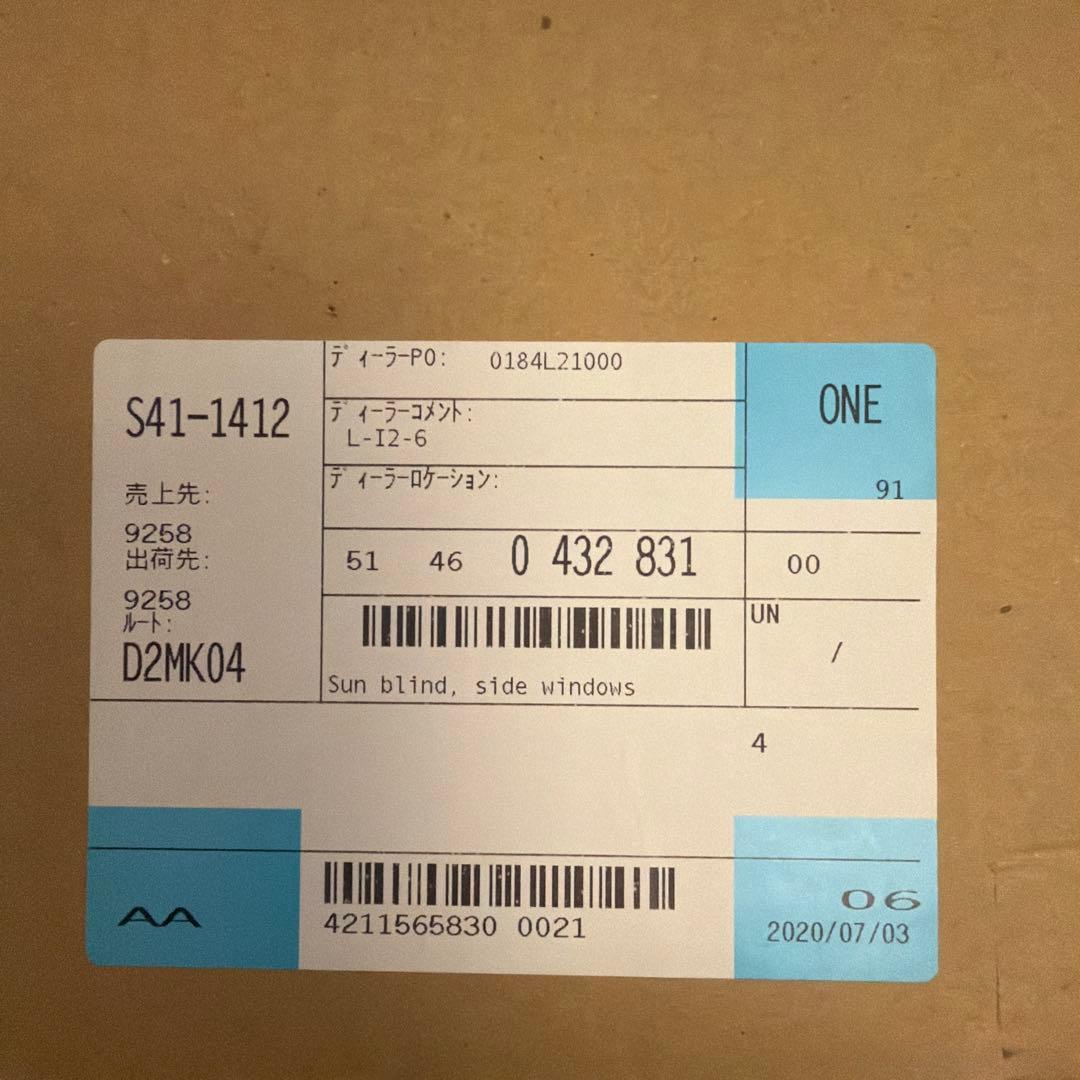 S41-1412
売上先:
9258
出荷先:
9258
ルート:
D2MK04
ディーラーPO: 0184L21000
ディーラーコメント:
L-I2-6
ディーラーロケーション:
51 46 0 432 831
Sun blind, side windows
ONE
91
00
UN
/
4
AA
4211565830 0021
06
2020/07/03